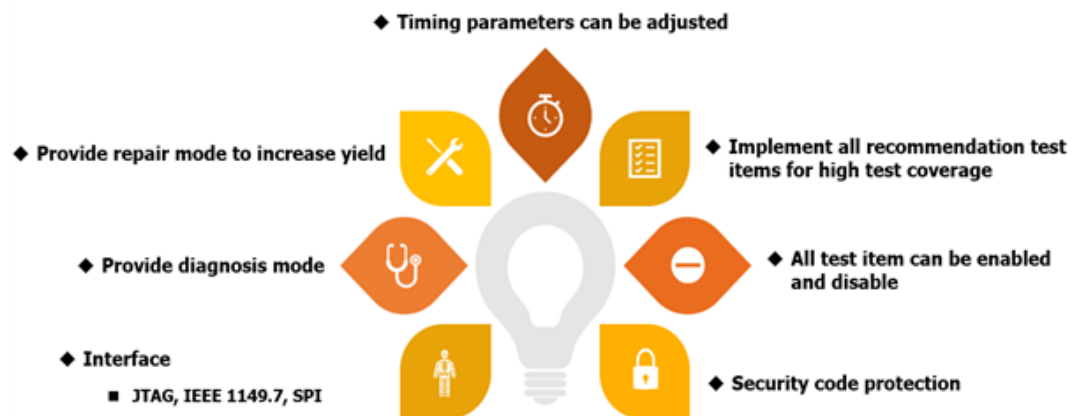 ◆ Timing parameters can be adjusted
◆ Provide repair mode to increase yield
◆ Implement all recommendation test
items for high test coverage
◆ Provide diagnosis mode
◆ All test item can be enabled
and disable
◆ Interface
■ JTAG, IEEE 1149.7, SPI
◆ Security code protection